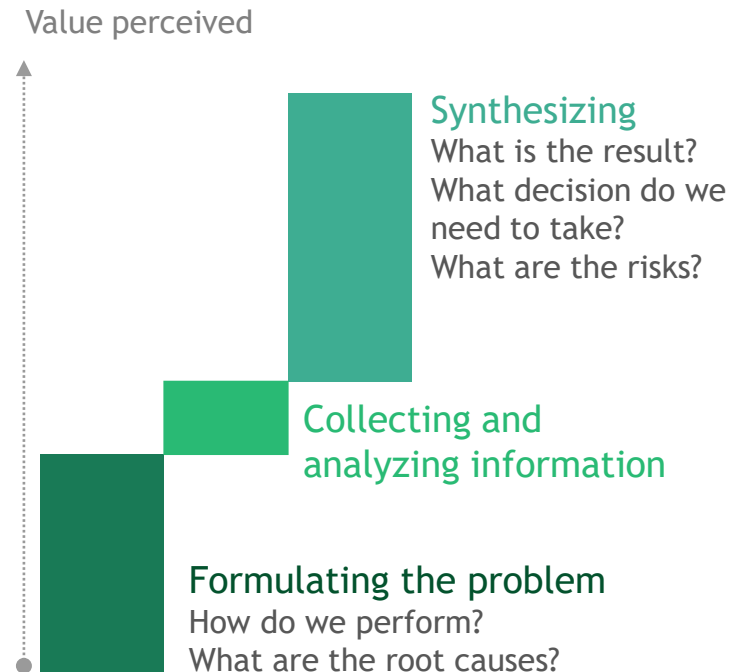 Value perceived
Synthesizing
What is the result?
What decision do we
need to take?
What are the risks?
Collecting and
analyzing information
Formulating the problem
How do we perform?
What are the root causes?